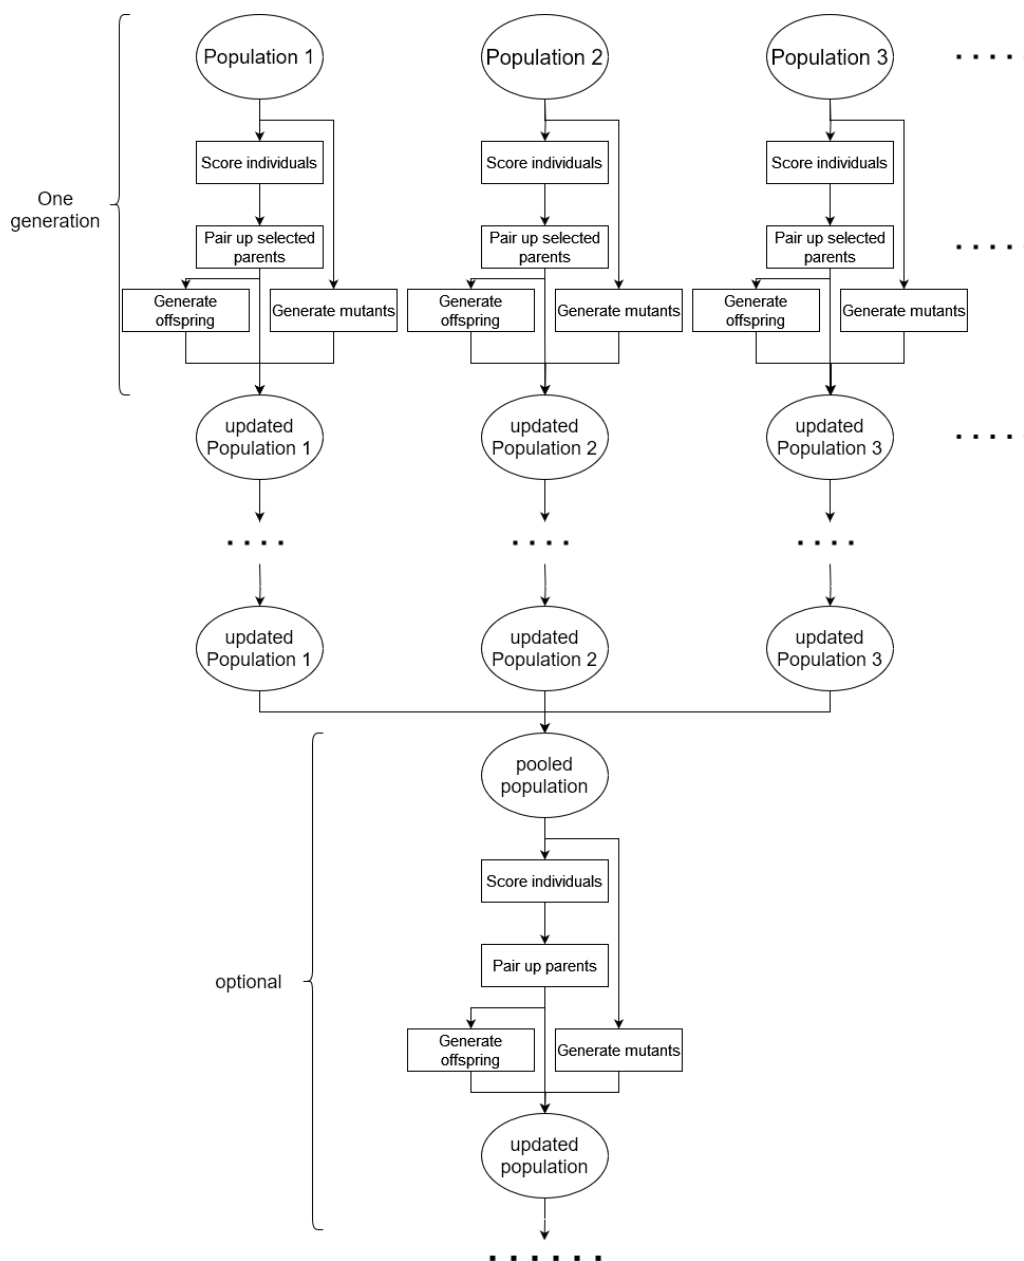 Population 1
Population 2
Population 3
Score individuals
Score individuals
Score individuals
One
generation
Pair up selected
parents
Pair up selected
parents
Pair up selected
parents
Generate
offspring
Generate mutants
Generate
offspring
Generate mutants
Generate
offspring
Generate mutants
updated
Population 1
updated
Population 2
updated
Population 3
updated
Population 1
updated
Population 2
updated
Population 3
pooled
population
Score individuals
Pair up parents
optional
Generate
offspring
Generate mutants
updated
population